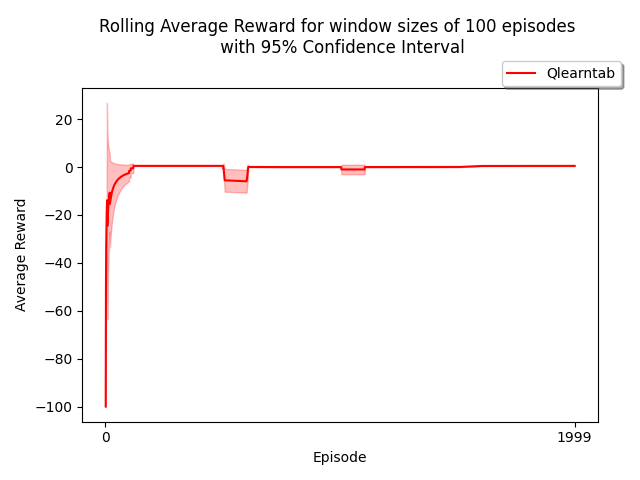 Rolling Average Reward for window sizes of 100 episodes
with 95% Confidence Interval
Qlearntab
20
0
−20
−40
−60
−80
−100
Average Reward
0
1999
Episode